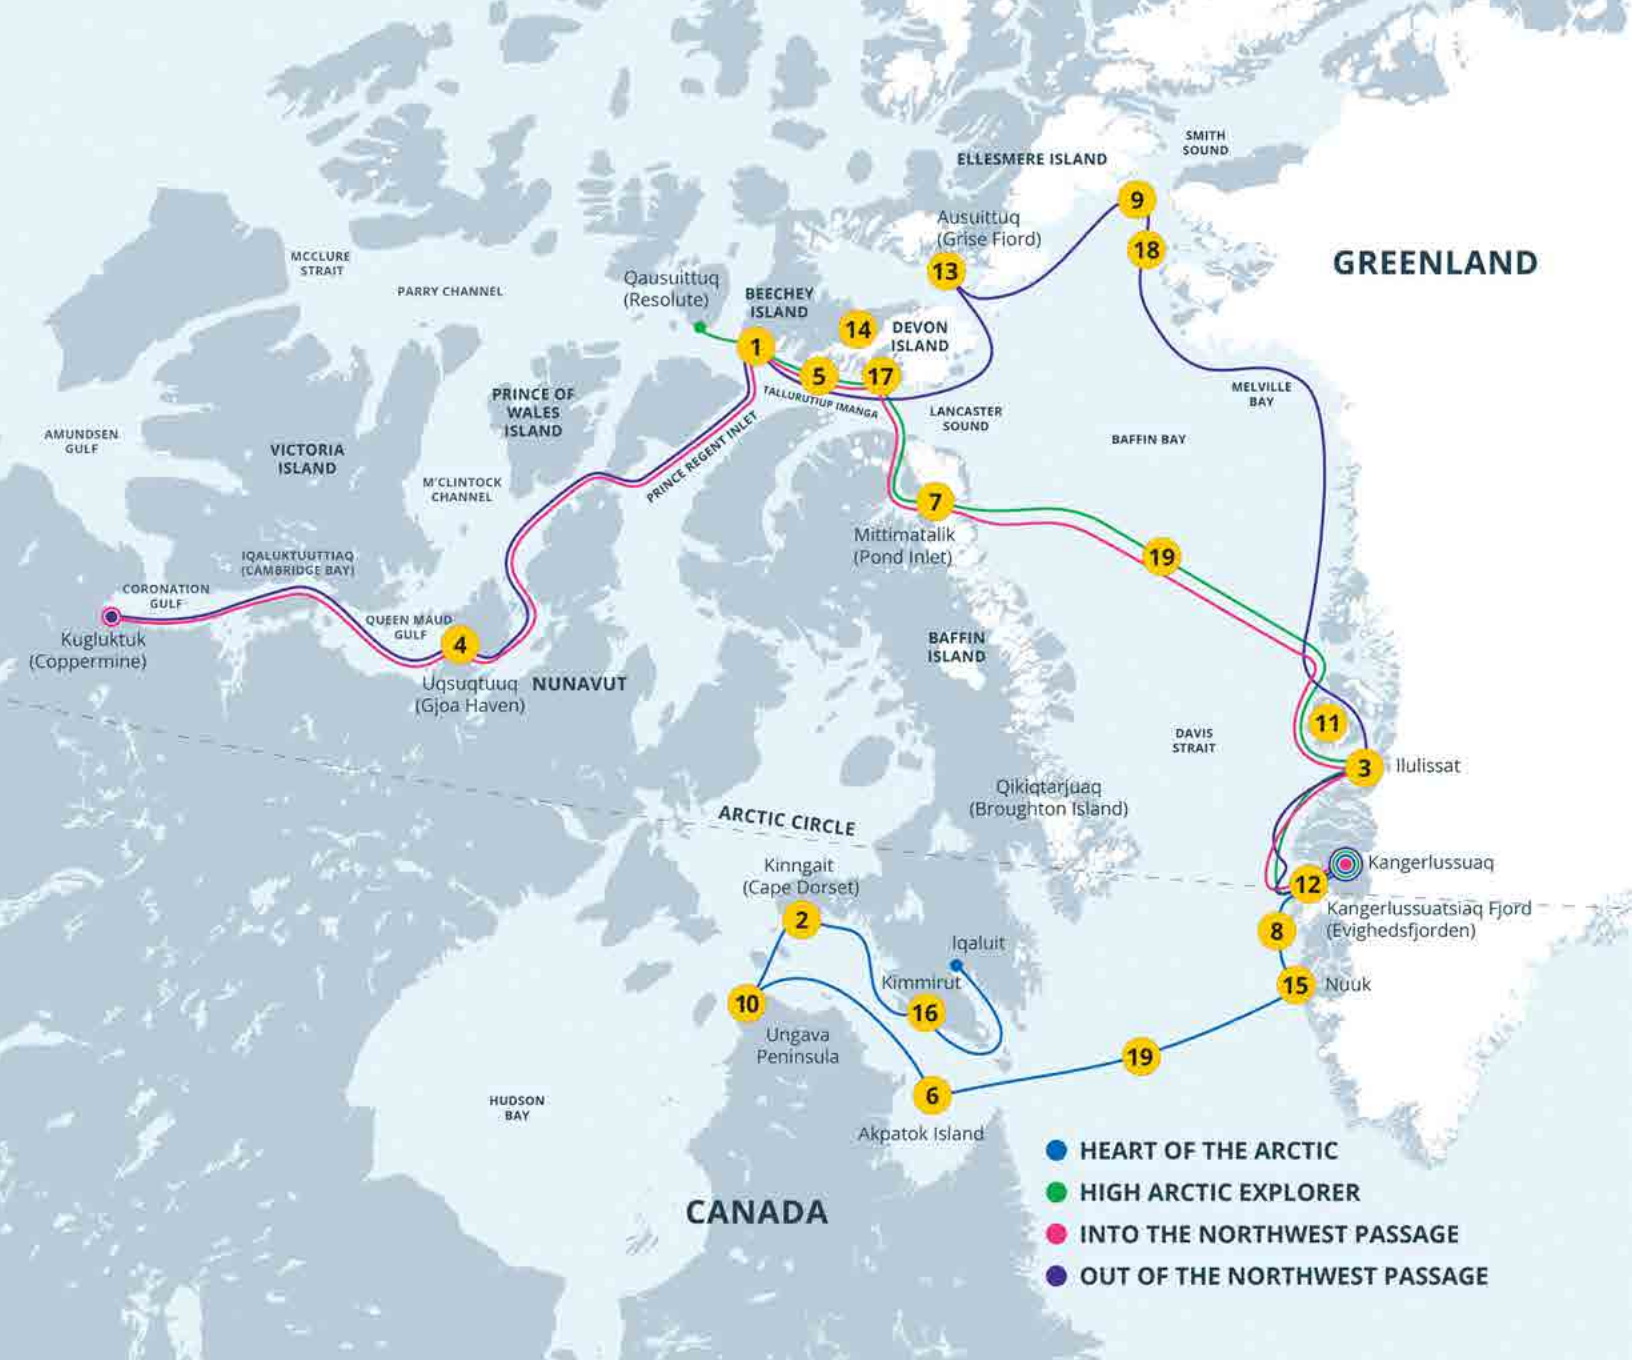 SMITH
SOUND
ELLESMERE ISLAND
9
Ausuittuq
(Grise Fiord)
18
GREENLAND
MCCLURE
STRAIT
13
PARRY CHANNEL
Qausuittuq
(Resolute)
BEECHEY
ISLAND
14
DEVON
ISLAND
1
5
17
TALLURUTIUP IMANGA
LANCASTER
SOUND
MELVILLE
BAY
PRINCE OF
WALES
ISLAND
AMUNDSEN
GULF
VICTORIA
ISLAND
BAFFIN BAY
PRINCE REGENT INLET
M'CLINTOCK
CHANNEL
7
Mittimatalik
(Pond Inlet)
19
IQALUKTUUTTIAQ
(CAMBRIDGE BAY)
CORONATION
GULF
QUEEN MAUD
GULF
4
Kugluktuk
(Coppermine)
BAFFIN
ISLAND
Uqsuqtuuq
(Gjoa Haven)
NUNAVUT
11
DAVIS
STRAIT
3
Ilulissat
Qikiqtarjuaq
(Broughton Island)
ARCTIC CIRCLE
Kinngait
(Cape Dorset)
Kangerlussuaq
12
Kangerlussuatsiaq Fjord
(Evighedsfjorden)
2
8
Iqaluit
Kimmirut
15
Nuuk
10
16
Ungava
Peninsula
19
6
HUDSON
BAY
Akpatok Island
CANADA
HEART OF THE ARCTIC
HIGH ARCTIC EXPLORER
INTO THE NORTHWEST PASSAGE
OUT OF THE NORTHWEST PASSAGE